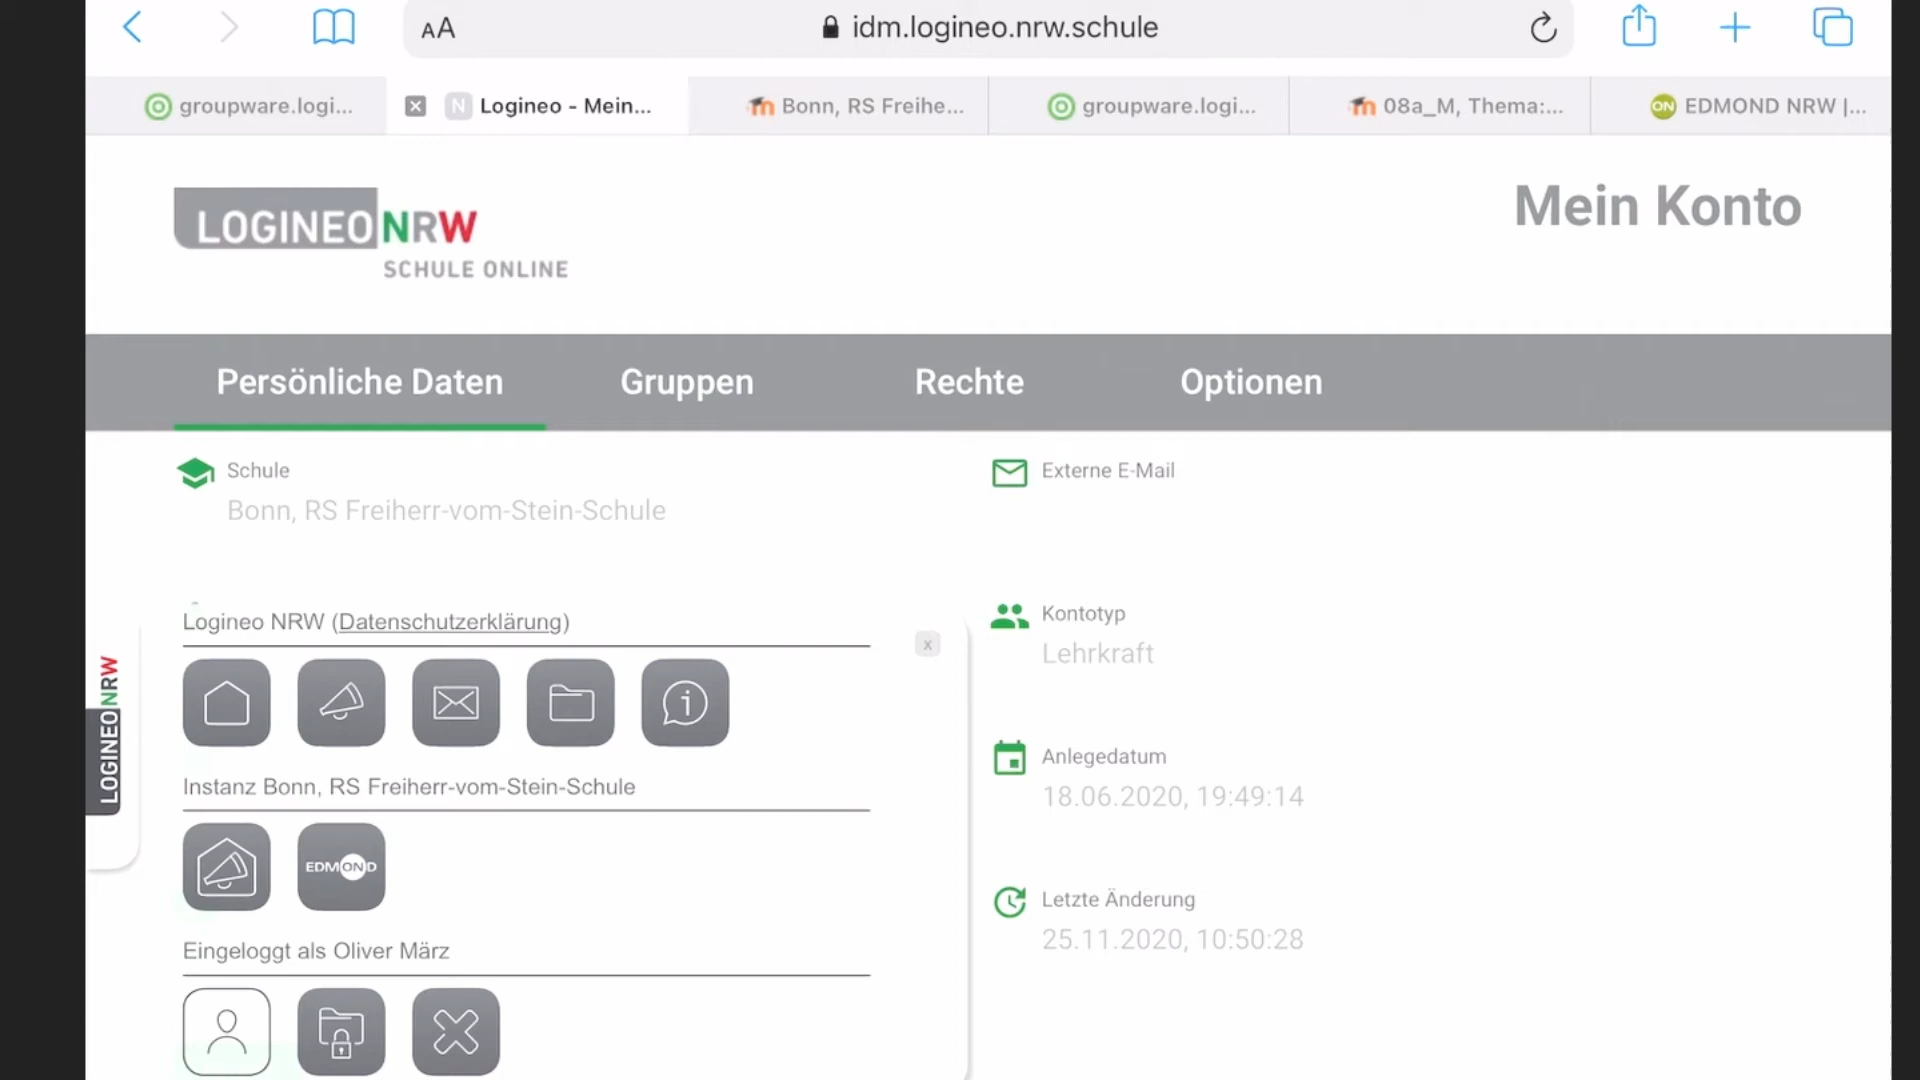 AA
idm.logineo.nrw.schule
groupware.logi...
N Logineo - Mein...
Bonn, RS Freihe...
groupware.logi...
08a_M, Thema:...
ON EDMOND NRW |...
LOGINEO NRW
SCHULE ONLINE
Mein Konto
Persönliche Daten
Gruppen
Rechte
Optionen
Schule
Bonn, RS Freiherr-vom-Stein-Schule
Externe E-Mail
Logineo NRW (Datenschutzerklärung)
x
Kontotyp
Lehrkraft
LOGINEO NRW
Anlegedatum
18.06.2020, 19:49:14
Instanz Bonn, RS Freiherr-vom-Stein-Schule
EDMOND
Letzte Änderung
25.11.2020, 10:50:28
Eingeloggt als Oliver März